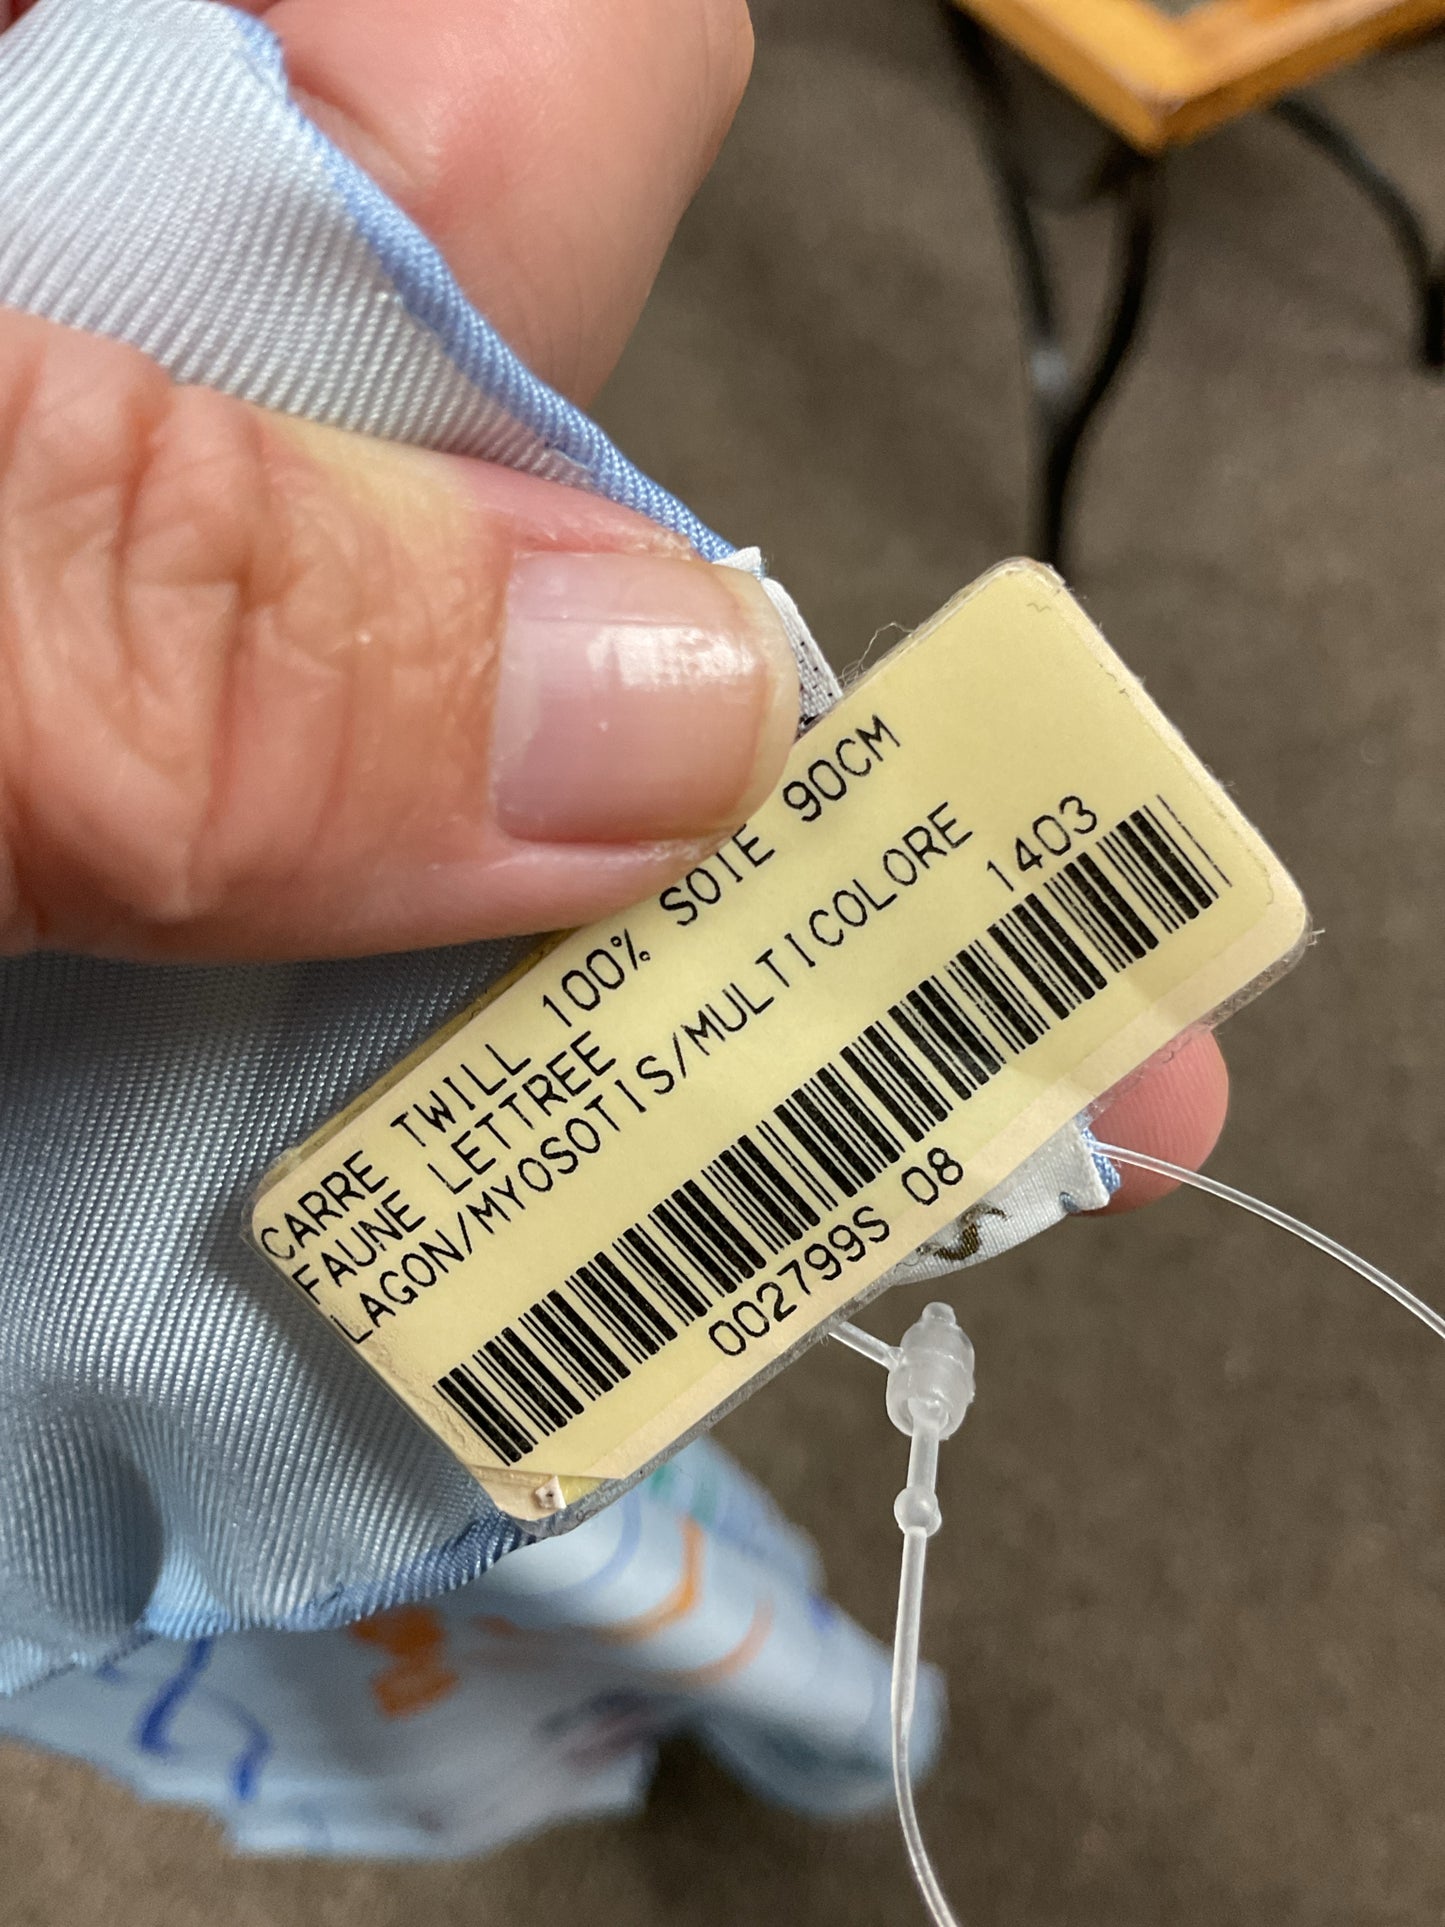 CARRE TWILL 100% SOIE 90CM
FAUNE LETTREE
LAGON/MYOSOTIS/MULTICOLORE
1403
002799S 08